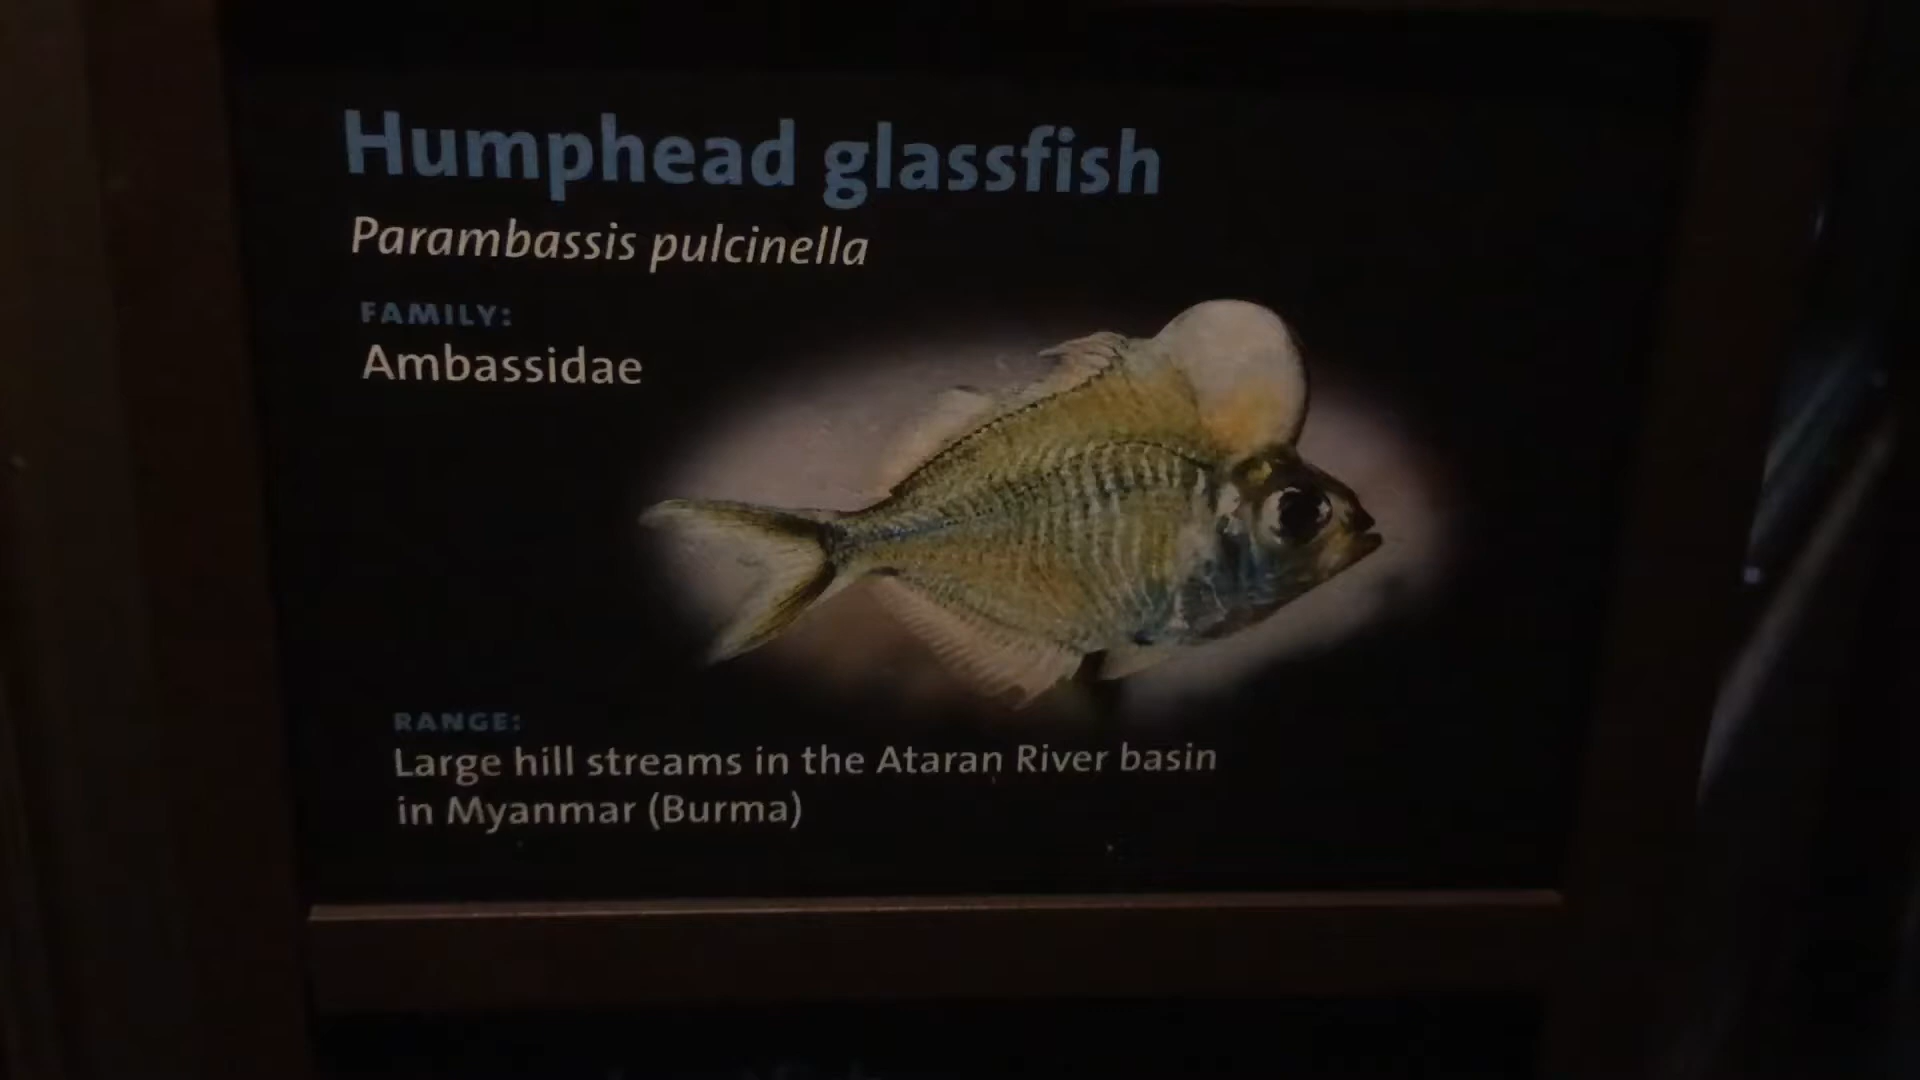 Humphead glassfish
Parambassis pulcinella
FAMILY:
Ambassidae
RANGE:
Large hill streams in the Ataran River basin
in Myanmar (Burma)